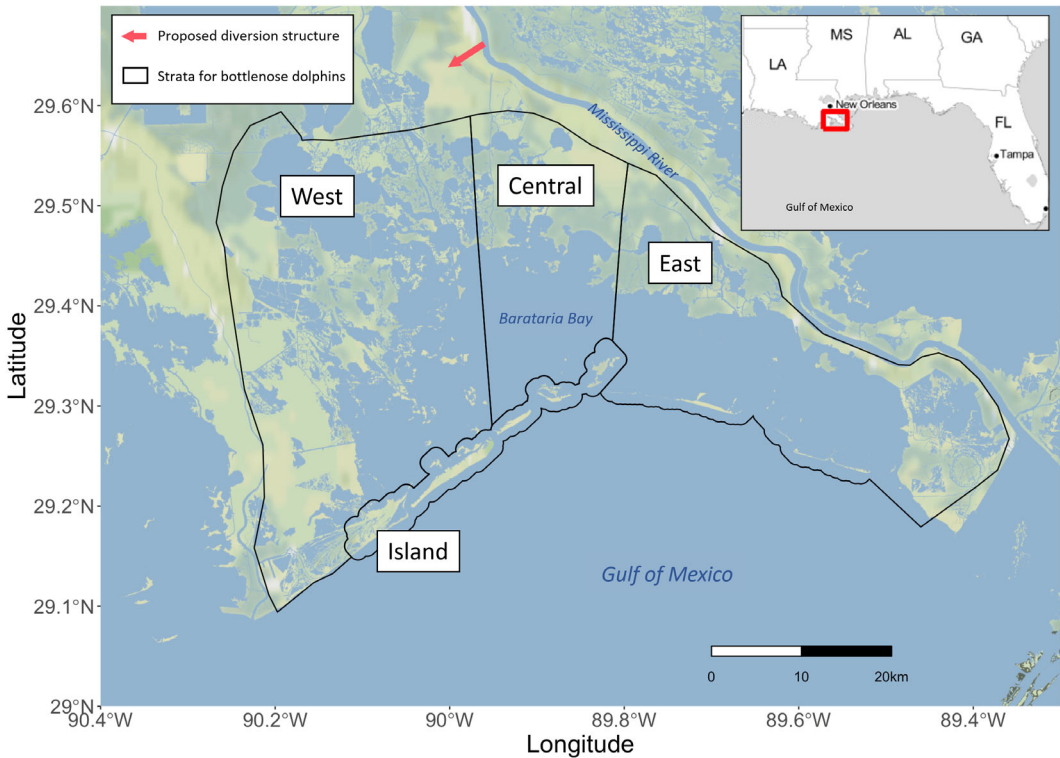 Proposed diversion structure
Strata for bottlenose dolphins
MS
AL
GA
LA
New Orleans
FL
Tampa
Gulf of Mexico
Mississippi River
West
Central
East
Barataria Bay
Island
Gulf of Mexico
0
10
20km
29.6°N
29.5°N
29.4°N
29.3°N
29.2°N
29.1°N
29°N
Latitude
90.4°W
90.2°W
90°W
89.8°W
89.6°W
89.4°W
Longitude